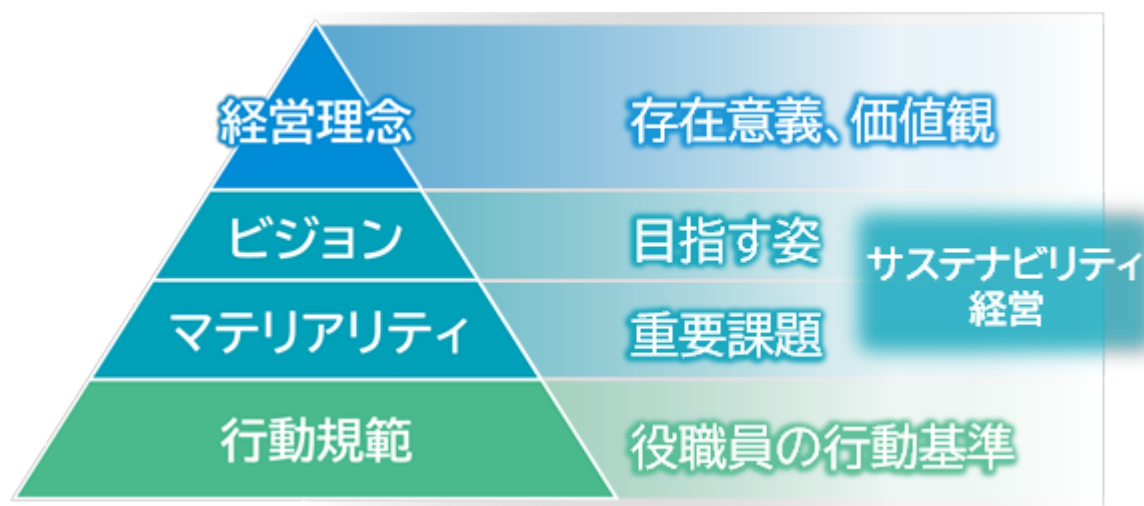 経営理念
存在意義、価値観
ビジョン
目指す姿
マテリアリティ
重要課題
サステナビリティ
経営
行動規範
役職員の行動基準